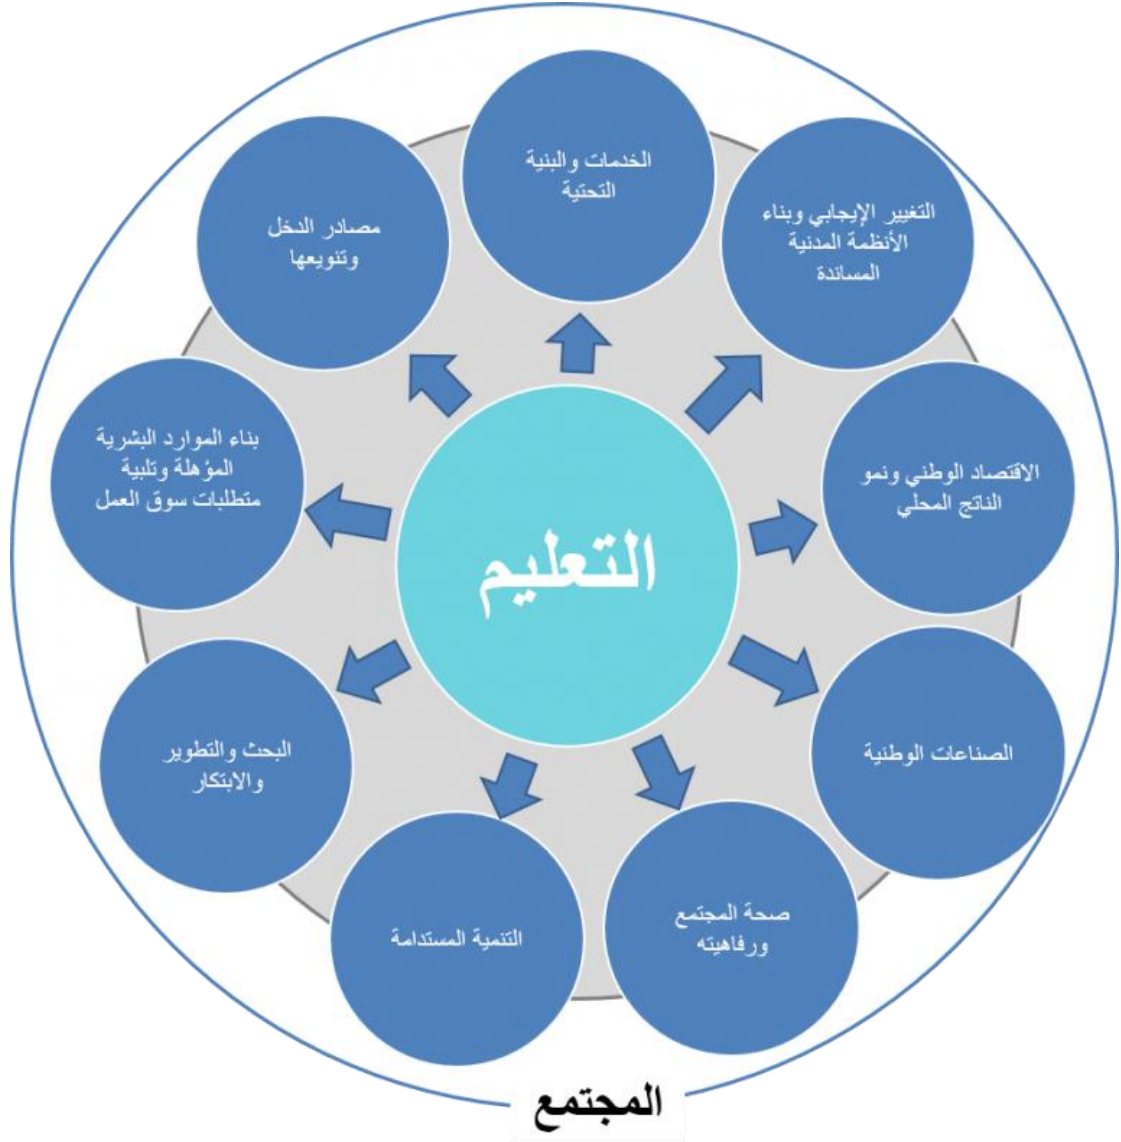 الخدمات والبنية
التحتية
التغيير الإيجابي وبناء
الأنظمة المدنية
المساندة
الاقتصاد الوطني ونمو
الناتج المحلي
الصناعات الوطنية
صحة المجتمع
ورفاهيته
التنمية المستدامة
البحث والتطوير
والابتكار
بناء الموارد البشرية
المؤهلة وتلبية
متطلبات سوق العمل
مصادر الدخل
وتنويعها
التعليم
المجتمع